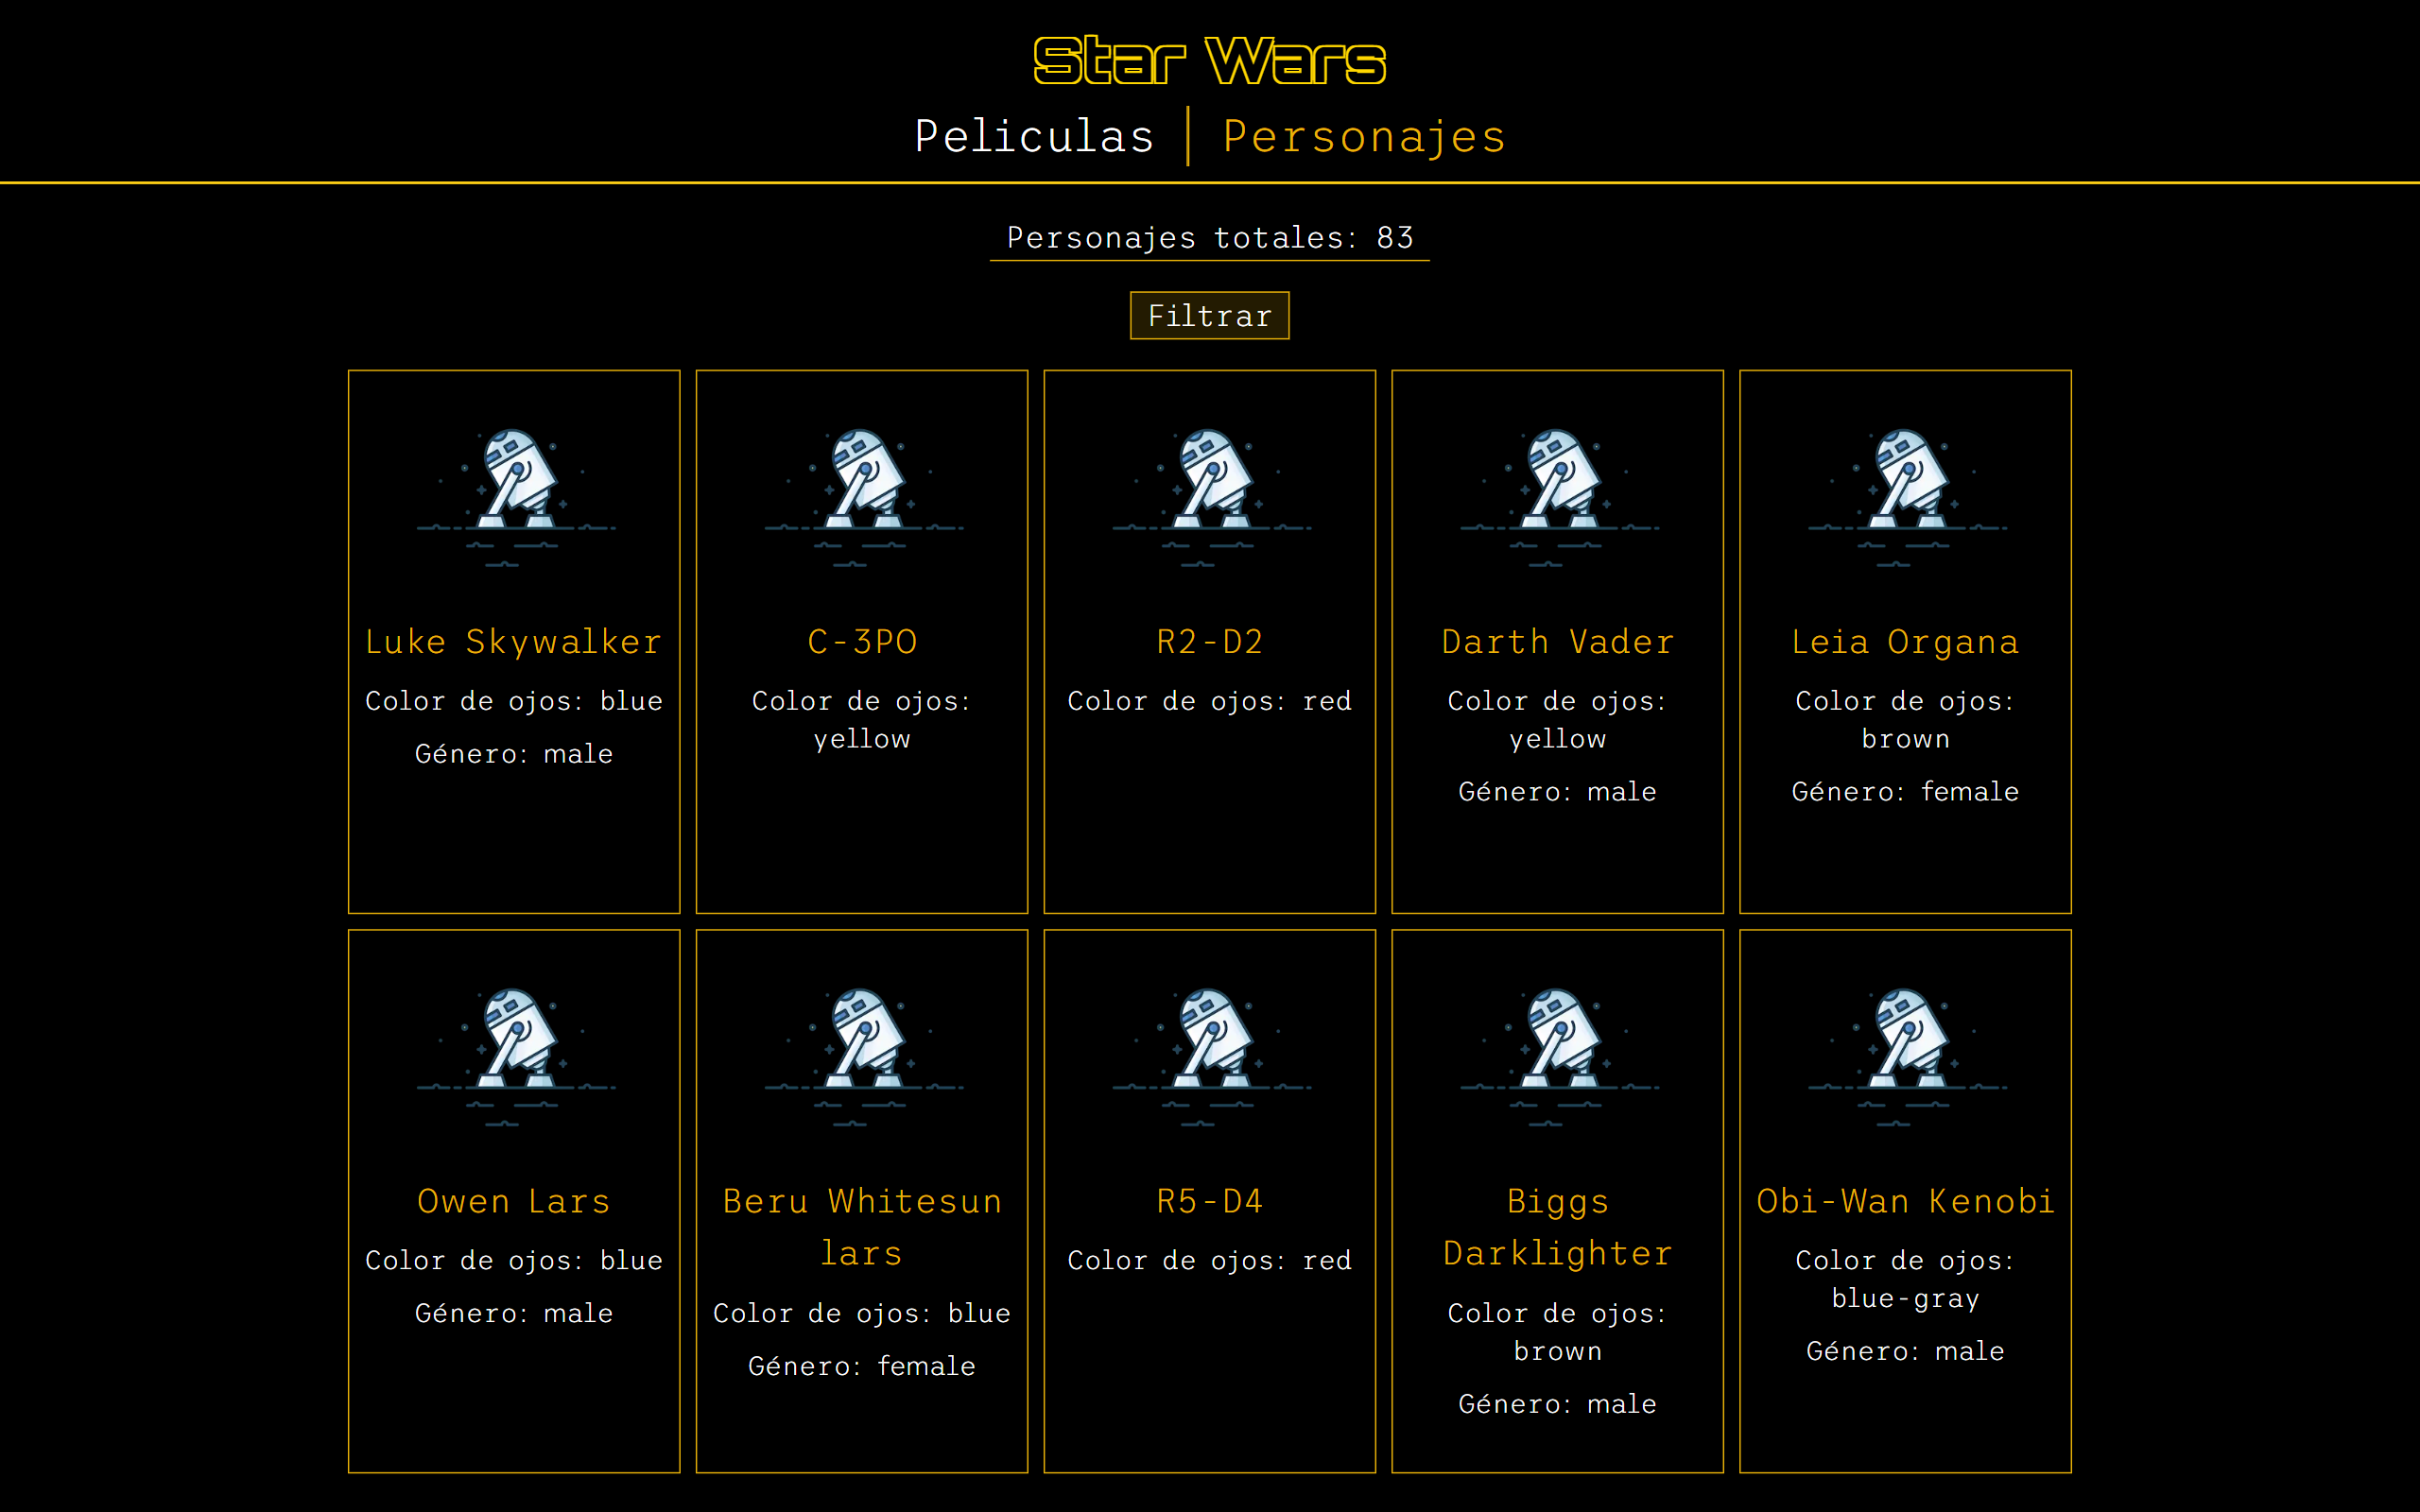 Star Wars
Peliculas
Personajes
Personajes totales: 83
Filtrar
Luke Skywalker
Color de ojos: blue
Género: male
C-3PO
Color de ojos:
yellow
R2-D2
Color de ojos: red
Darth Vader
Color de ojos:
yellow
Género: male
Leia Organa
Color de ojos:
brown
Género: female
Owen Lars
Color de ojos: blue
Género: male
Beru Whitesun
lars
Color de ojos: blue
Género: female
R5-D4
Color de ojos: red
Biggs
Darklighter
Color de ojos:
brown
Género: male
Obi-Wan Kenobi
Color de ojos:
blue-gray
Género: male